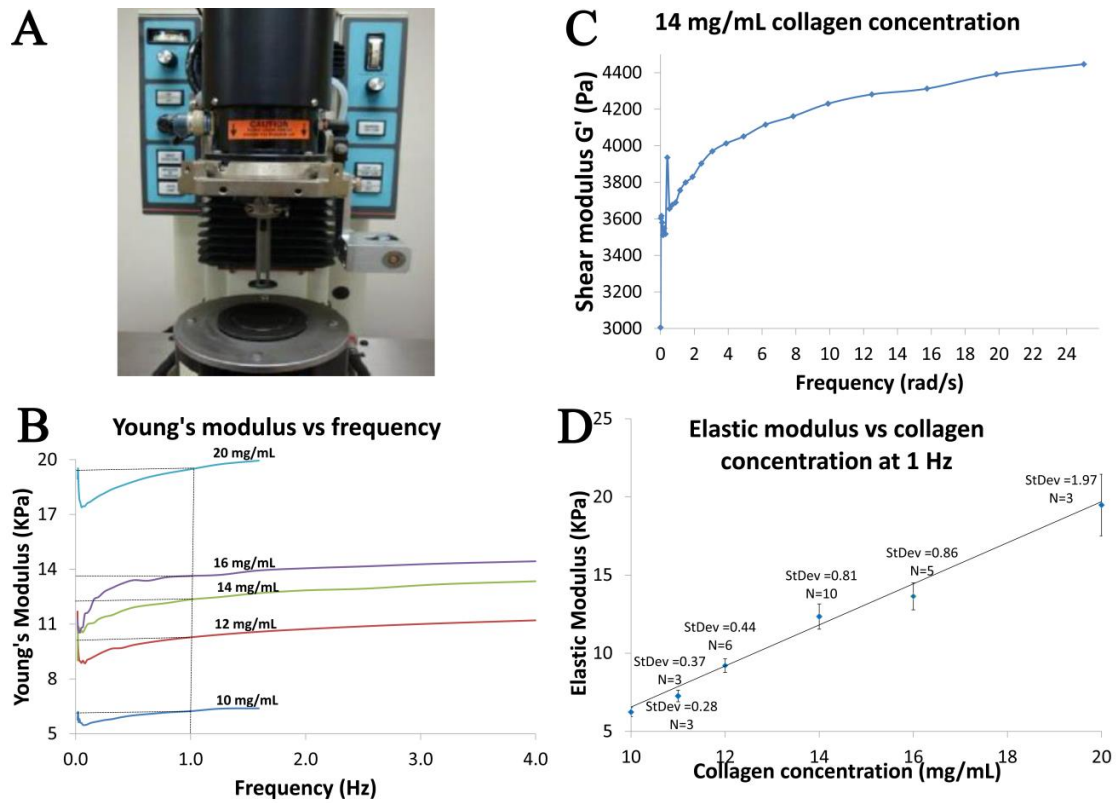 A
CAUTION
B
Young's modulus vs frequency
Young's Modulus (KPa)
20
17
14
11
8
5
20 mg/mL
16 mg/mL
14 mg/mL
12 mg/mL
10 mg/mL
0.0 1.0 2.0 3.0 4.0
Frequency (Hz)
C
14 mg/mL collagen concentration
Shear modulus G' (Pa)
4400
4200
4000
3800
3600
3400
3200
3000
0 2 4 6 8 10 12 14 16 18 20 22 24
Frequency (rad/s)
D
Elastic modulus vs collagen
concentration at 1 Hz
Elastic Modulus (KPa)
25
20
15
10
5
StDev =1.97
N=3
StDev =0.86
N=5
StDev =0.81
N=10
StDev =0.44
N=6
StDev =0.37
N=3
StDev =0.28
N=3
10 12 14 16 18 20
Collagen concentration (mg/mL)